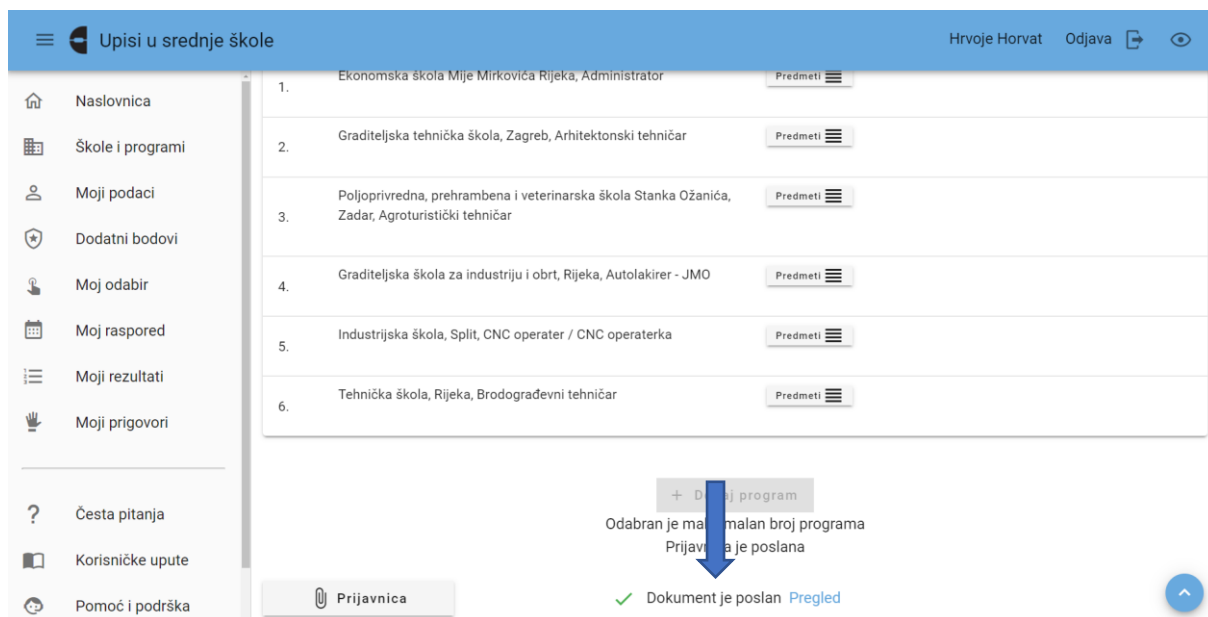 Upisi u srednje škole
Hrvoje Horvat
Odjava
Naslovnica
Škole i programi
Moji podaci
Dodatni bodovi
Moj odabir
Moj raspored
Moji rezultati
Moji prigovori
Česta pitanja
Korisničke upute
Pomoć i podrška
1. Ekonomska škola Mije Mirkovića Rijeka, Administrator Predmeti
2. Graditeljska tehnička škola, Zagreb, Arhitektonski tehničar Predmeti
3. Poljoprivredna, prehrambena i veterinarska škola Stanka Ožanića, Predmeti
Zadar, Agroturistički tehničar
4. Graditeljska škola za industriju i obrt, Rijeka, Autolakirer - JMO Predmeti
5. Industrijska škola, Split, CNC operater / CNC operaterka Predmeti
6. Tehnička škola, Rijeka, Brodograđevni tehničar Predmeti
+ program
Odabran je broj programa
je poslana
Prijavnica
Dokument je poslan Pregled